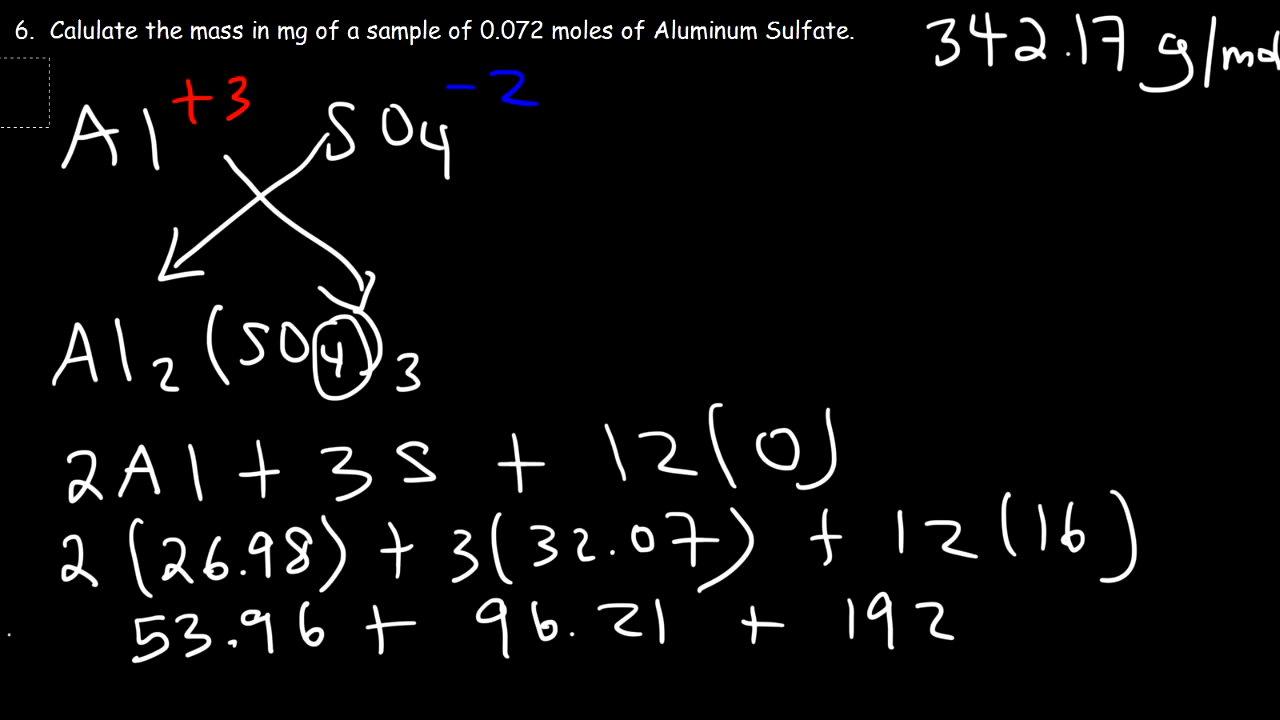 6. Calulate the mass in mg of a sample of 0.072 moles of Aluminum Sulfate.
342.17 g/mol
Al+3 SO4-2
Al2(SO4)3
2Al + 3S + 12(O)
2(26.98) + 3(32.07) + 12(16)
53.96 + 96.21 + 192